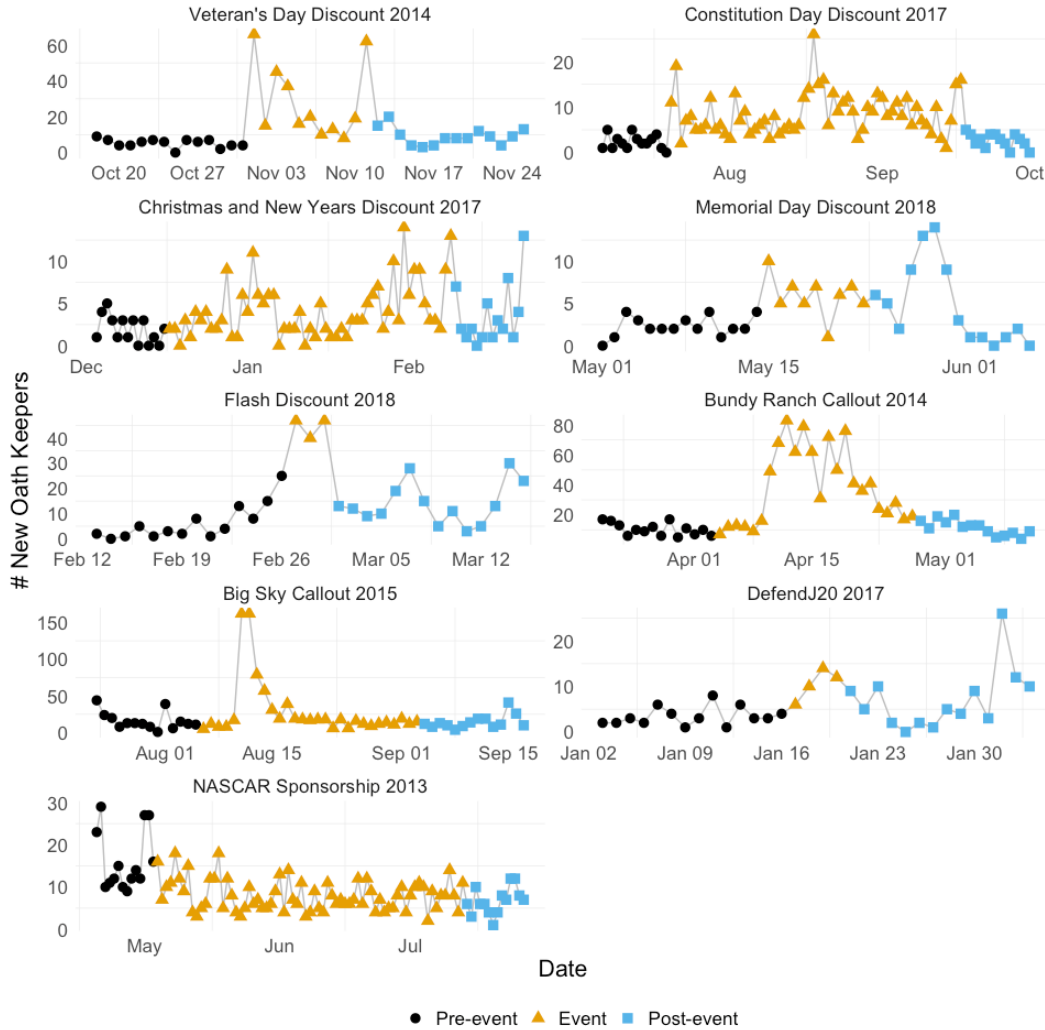 Veteran's Day Discount 2014
60
40
20
0
Oct 20 Oct 27 Nov 03 Nov 10 Nov 17 Nov 24
Constitution Day Discount 2017
20
10
0
Aug Sep Oct
Christmas and New Years Discount 2017
10
5
0
Dec Jan Feb
Memorial Day Discount 2018
10
5
0
May 01 May 15 Jun 01
Flash Discount 2018
40
30
20
10
0
Feb 12 Feb 19 Feb 26 Mar 05 Mar 12
Bundy Ranch Callout 2014
80
60
40
20
Apr 01 Apr 15 May 01
Big Sky Callout 2015
150
100
50
0
Aug 01 Aug 15 Sep 01 Sep 15
DefendJ20 2017
20
10
0
Jan 02 Jan 09 Jan 16 Jan 23 Jan 30
NASCAR Sponsorship 2013
30
20
10
0
May Jun Jul
# New Oath Keepers
Date
Pre-event Event Post-event